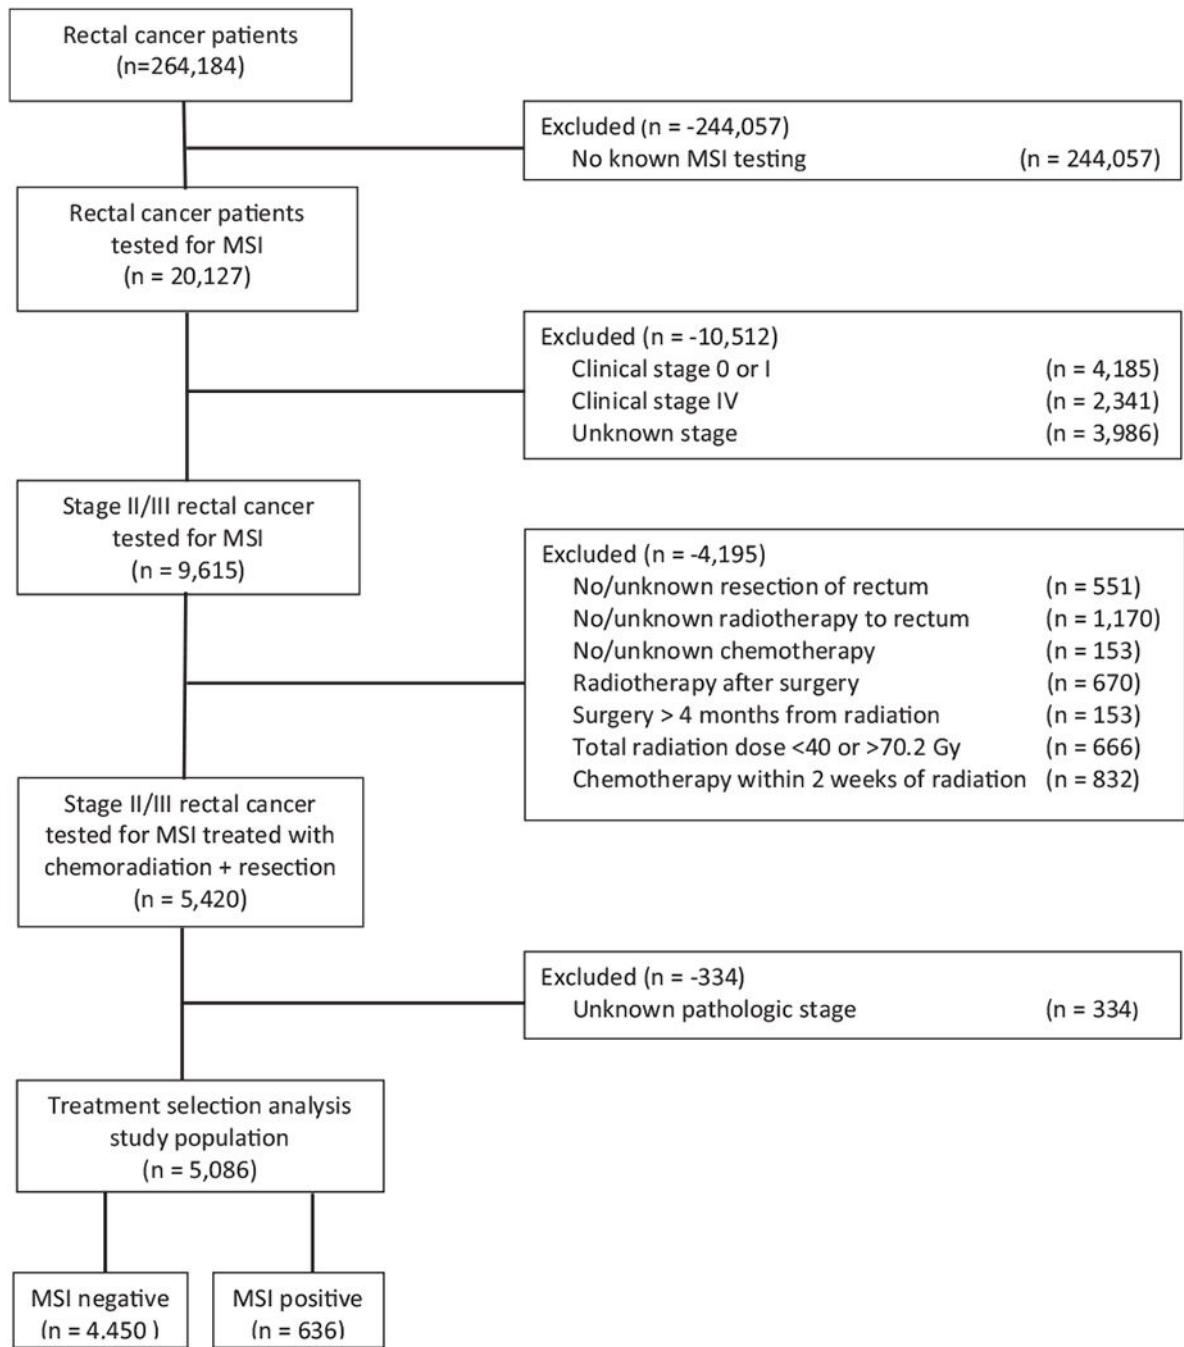 Rectal cancer patients
(n=264,184)
Excluded (n = -244,057)
No known MSI testing (n = 244,057)
Rectal cancer patients
tested for MSI
(n = 20,127)
Excluded (n = -10,512)
Clinical stage 0 or I (n = 4,185)
Clinical stage IV (n = 2,341)
Unknown stage (n = 3,986)
Stage II/III rectal cancer
tested for MSI
(n = 9,615)
Excluded (n = -4,195)
No/unknown resection of rectum (n = 551)
No/unknown radiotherapy to rectum (n = 1,170)
No/unknown chemotherapy (n = 153)
Radiotherapy after surgery (n = 670)
Surgery > 4 months from radiation (n = 153)
Total radiation dose <40 or >70.2 Gy (n = 666)
Chemotherapy within 2 weeks of radiation (n = 832)
Stage II/III rectal cancer
tested for MSI treated with
chemoradiation + resection
(n = 5,420)
Excluded (n = -334)
Unknown pathologic stage (n = 334)
Treatment selection analysis
study population
(n = 5,086)
MSI negative
(n = 4.450 )
MSI positive
(n = 636)